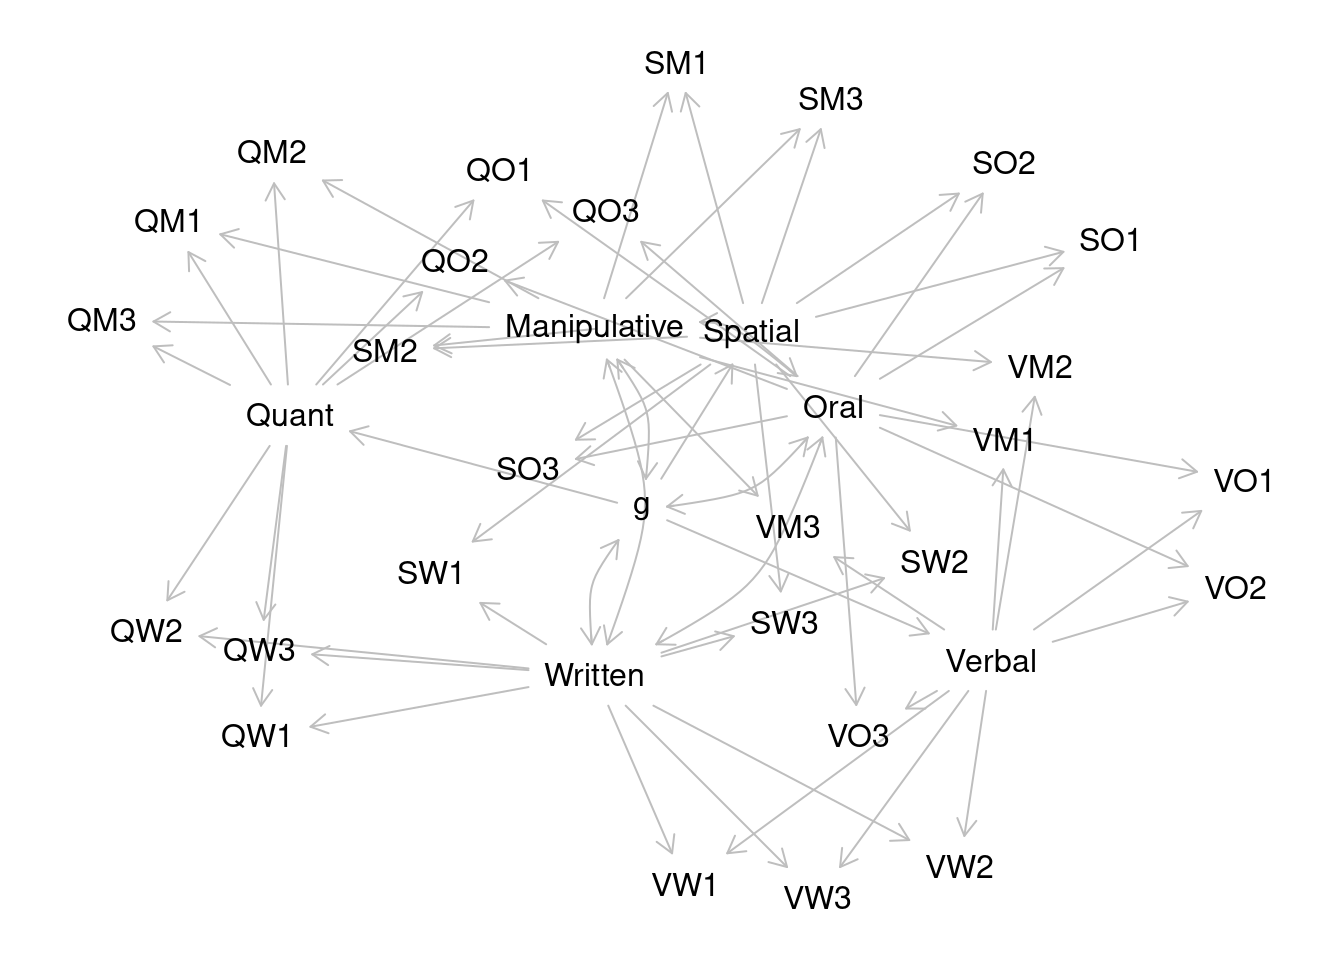 SM1
SM3
QM2
SO2
QO1
QO3
QM1
SO1
QO2
QM3
Manipulative
Spatial
SM2
VM2
Oral
Quant
VM1
SO3
VO1
g
VM3
SW2
SW1
VO2
SW3
QW2
QW3
Verbal
Written
QW1
VO3
VW2
VW1
VW3